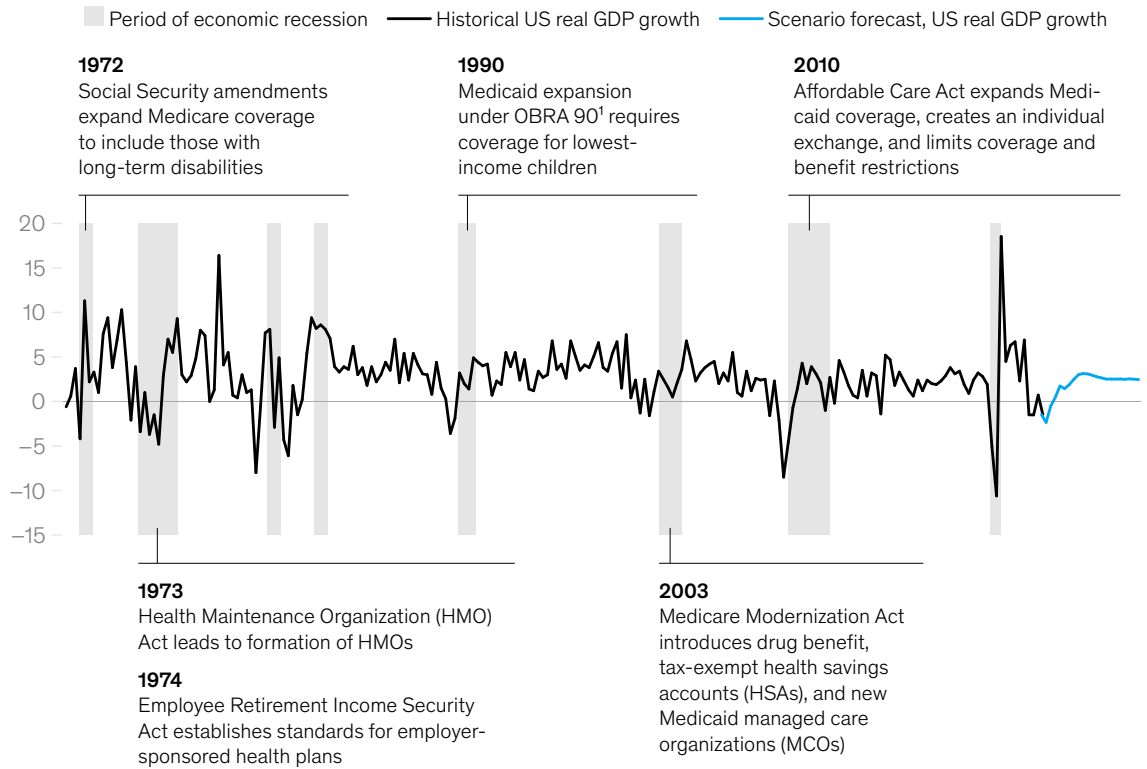 Period of economic recession
Historical US real GDP growth
Scenario forecast, US real GDP growth
1972
Social Security amendments
expand Medicare coverage
to include those with
long-term disabilities
1990
Medicaid expansion
under OBRA 90¹ requires
coverage for lowest-
income children
2010
Affordable Care Act expands Medi-
caid coverage, creates an individual
exchange, and limits coverage and
benefit restrictions
20
15
10
5
0
−5
−10
−15
1973
Health Maintenance Organization (HMO)
Act leads to formation of HMOs
1974
Employee Retirement Income Security
Act establishes standards for employer-
sponsored health plans
2003
Medicare Modernization Act
introduces drug benefit,
tax-exempt health savings
accounts (HSAs), and new
Medicaid managed care
organizations (MCOs)